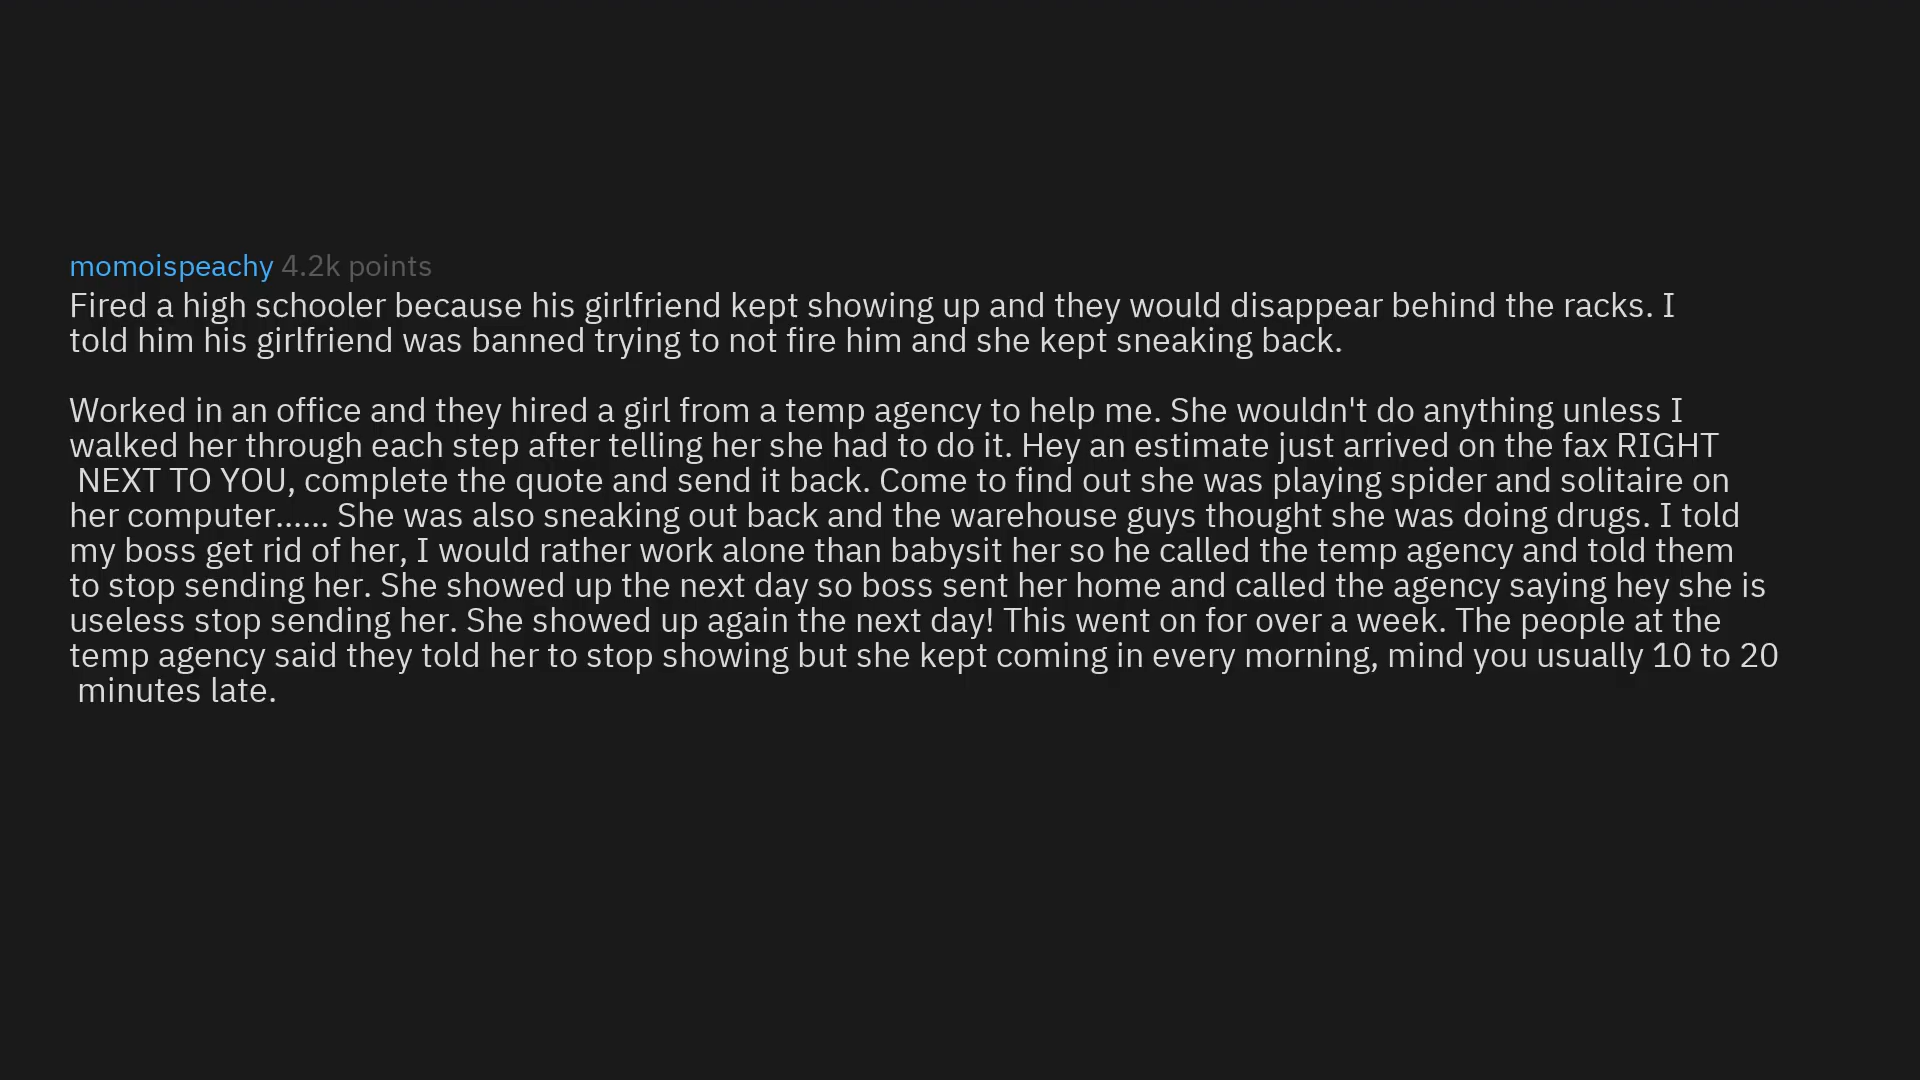 momoispeachy 4.2k points
Fired a high schooler because his girlfriend kept showing up and they would disappear behind the racks. I
told him his girlfriend was banned trying to not fire him and she kept sneaking back.
Worked in an office and they hired a girl from a temp agency to help me. She wouldn't do anything unless I
walked her through each step after telling her she had to do it. Hey an estimate just arrived on the fax RIGHT
NEXT TO YOU, complete the quote and send it back. Come to find out she was playing spider and solitaire on
her computer...... She was also sneaking out back and the warehouse guys thought she was doing drugs. I told
my boss get rid of her, I would rather work alone than babysit her so he called the temp agency and told them
to stop sending her. She showed up the next day so boss sent her home and called the agency saying hey she is
useless stop sending her. She showed up again the next day! This went on for over a week. The people at the
temp agency said they told her to stop showing but she kept coming in every morning, mind you usually 10 to 20
minutes late.